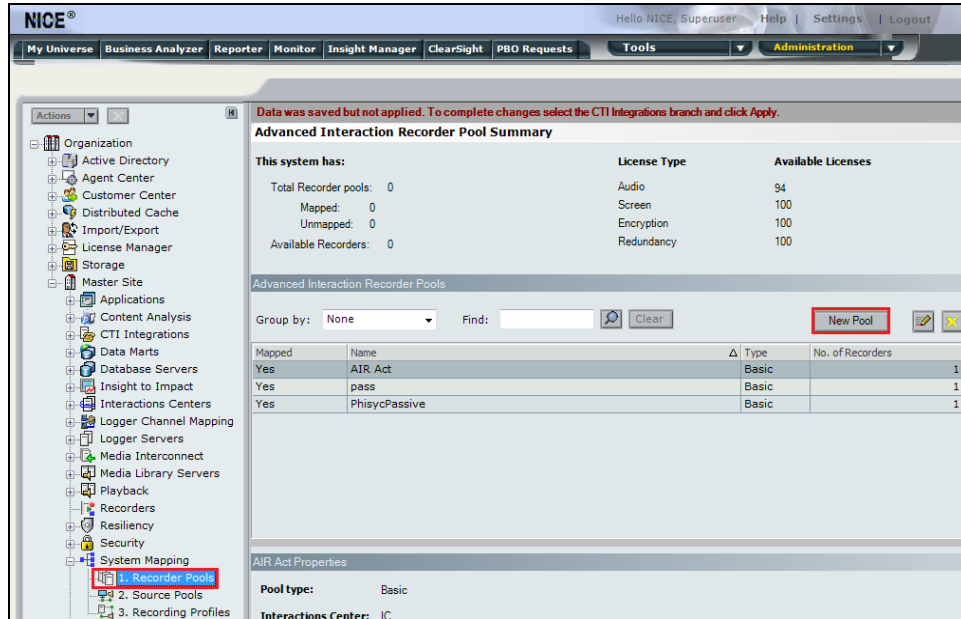 NICE®
Hello NICE, Superuser Help | Settings | Logout
My Universe Business Analyzer Reporter Monitor Insight Manager ClearSight PBO Requests Tools Administration
Actions
Organization
Active Directory
Agent Center
Customer Center
Distributed Cache
Import/Export
License Manager
Storage
Master Site
Applications
Content Analysis
CTI Integrations
Data Marts
Database Servers
Insight to Impact
Interactions Centers
Logger Channel Mapping
Logger Servers
Media Interconnect
Media Library Servers
Playback
Recorders
Resiliency
Security
System Mapping
1. Recorder Pools
2. Source Pools
3. Recording Profiles
Data was saved but not applied. To complete changes select the CTI Integrations branch and click Apply.
Advanced Interaction Recorder Pool Summary
This system has: License Type Available Licenses
Total Recorder pools: 0 Audio 94
Mapped: 0 Screen 100
Unmapped: 0 Encryption 100
Available Recorders: 0 Redundancy 100
Advanced Interaction Recorder Pools
Group by: None Find: Clear New Pool
Mapped Name Type No. of Recorders
Yes AIR Act Basic 1
Yes pass Basic 1
Yes PhisycPassive Basic 1
AIR Act Properties
Pool type: Basic
Interactions Center: IC